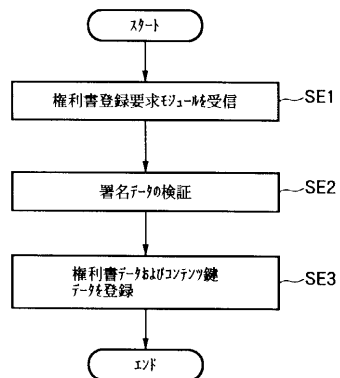 スタート
権利書登録要求モジュールを受信
SE1
署名データの検証
SE2
権利書データおよびコンテンツ鍵
データを登録
SE3
エンド